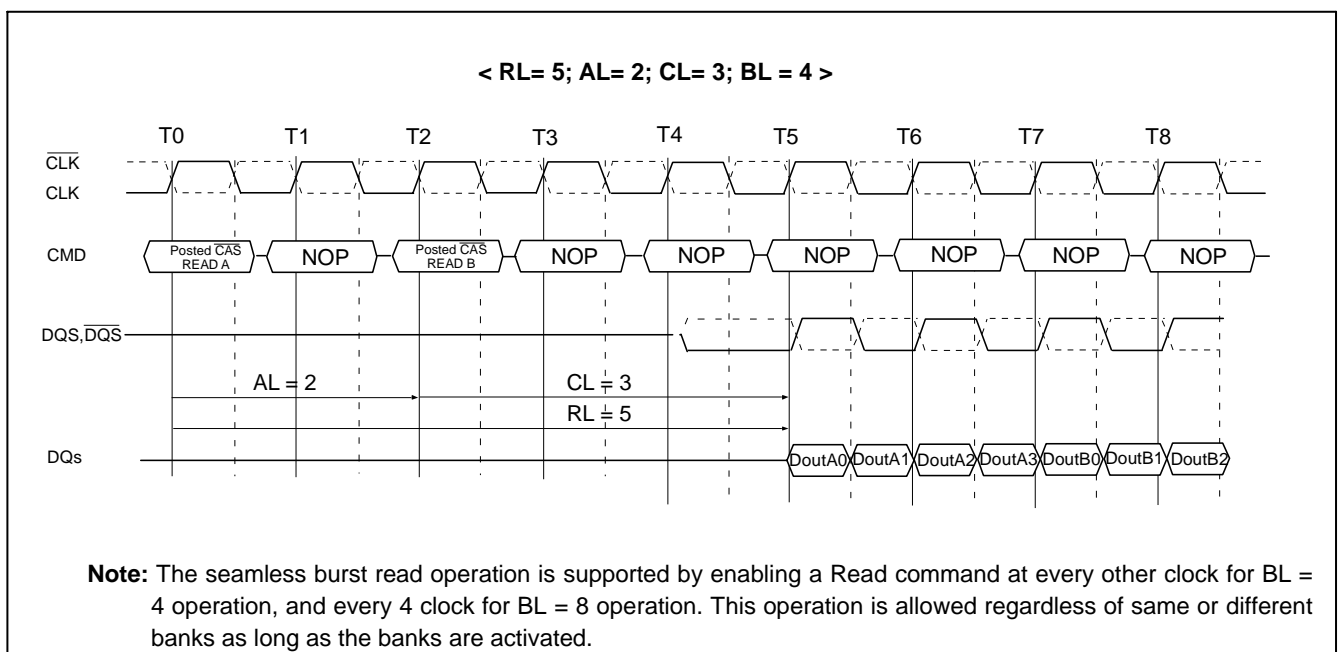 < RL= 5; AL= 2; CL= 3; BL = 4 >
T0 T1 T2 T3 T4 T5 T6 T7 T8
CLK
CLK
CMD Posted CAS READ A NOP Posted CAS READ B NOP NOP NOP NOP NOP NOP
DQS,DQS
AL = 2 CL = 3
RL = 5
DQs DoutA0 DoutA1 DoutA2 DoutA3 DoutB0 DoutB1 DoutB2
Note: The seamless burst read operation is supported by enabling a Read command at every other clock for BL =
4 operation, and every 4 clock for BL = 8 operation. This operation is allowed regardless of same or different
banks as long as the banks are activated.